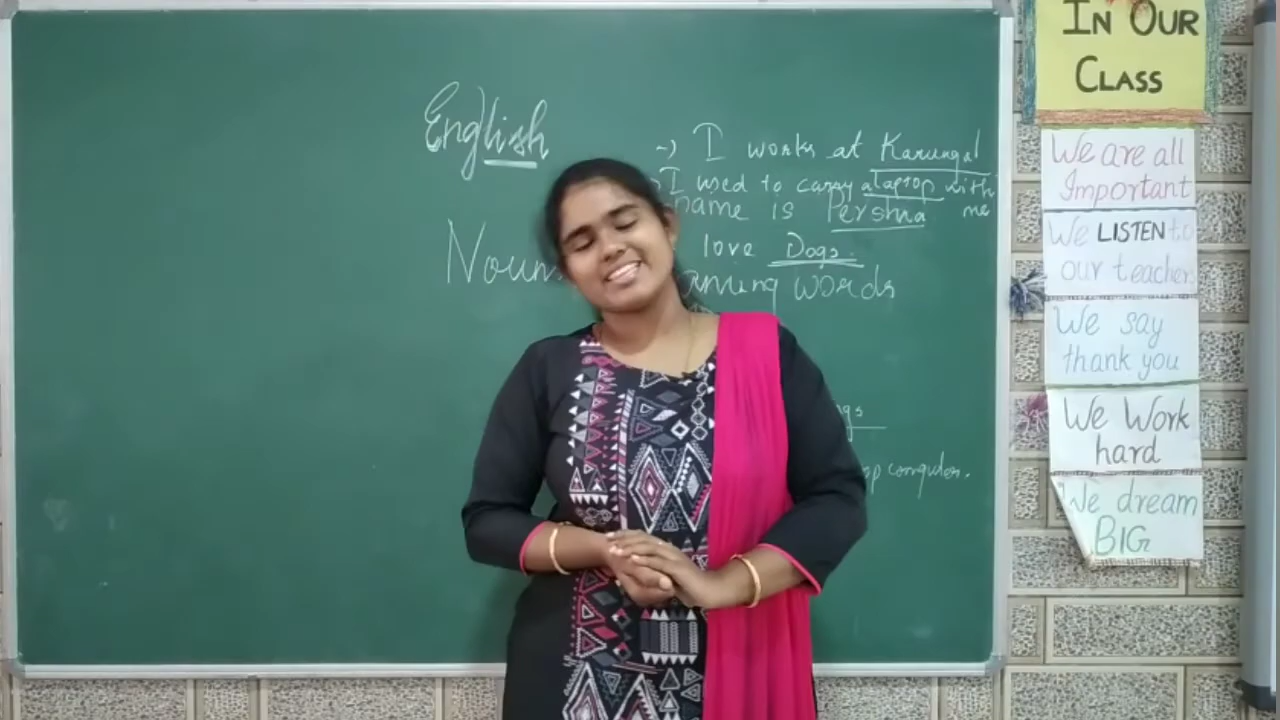 English
-) I works at Karungal
I used to carry a laptop with me
name is Persha
love Dogs.
Noun
aming words
gs
p computer.
IN OUR
CLASS
We are all
Important
We LISTEN to
our teacher
We say
thank you
We Work
hard
We dream
BIG